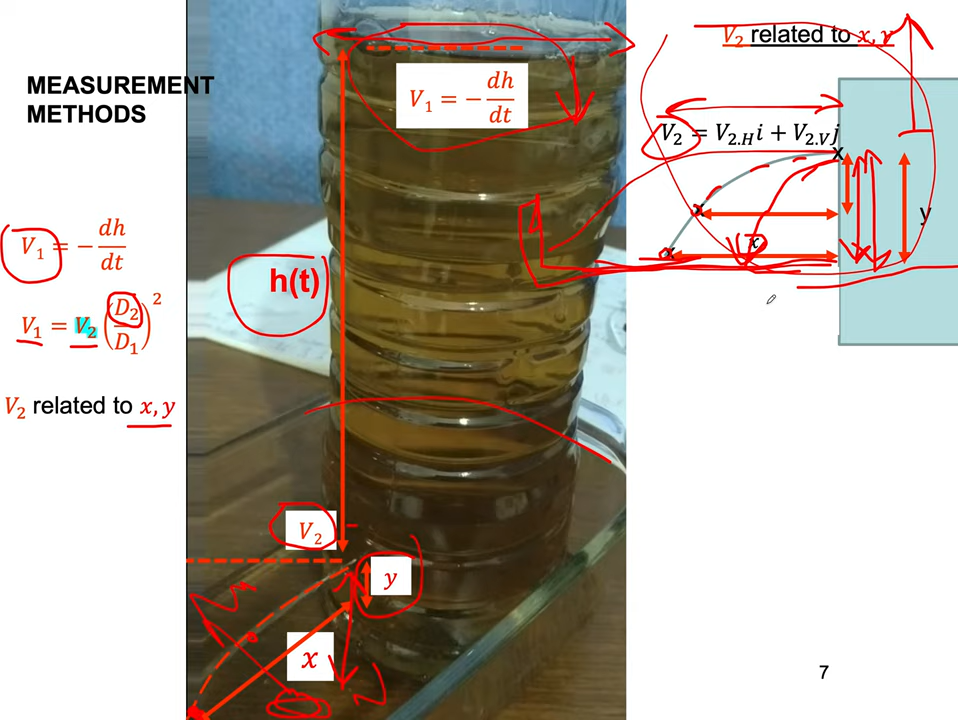 MEASUREMENT
METHODS
V₁ = − dh/dt
V₁ = V₂ (D₂/D₁)²
V₂ related to x, y
V₁ = − dh/dt
h(t)
V₂
y
x
V₂ related to x, y
V₂ = V₂.H i + V₂.V j
x
x
y
x
x
7